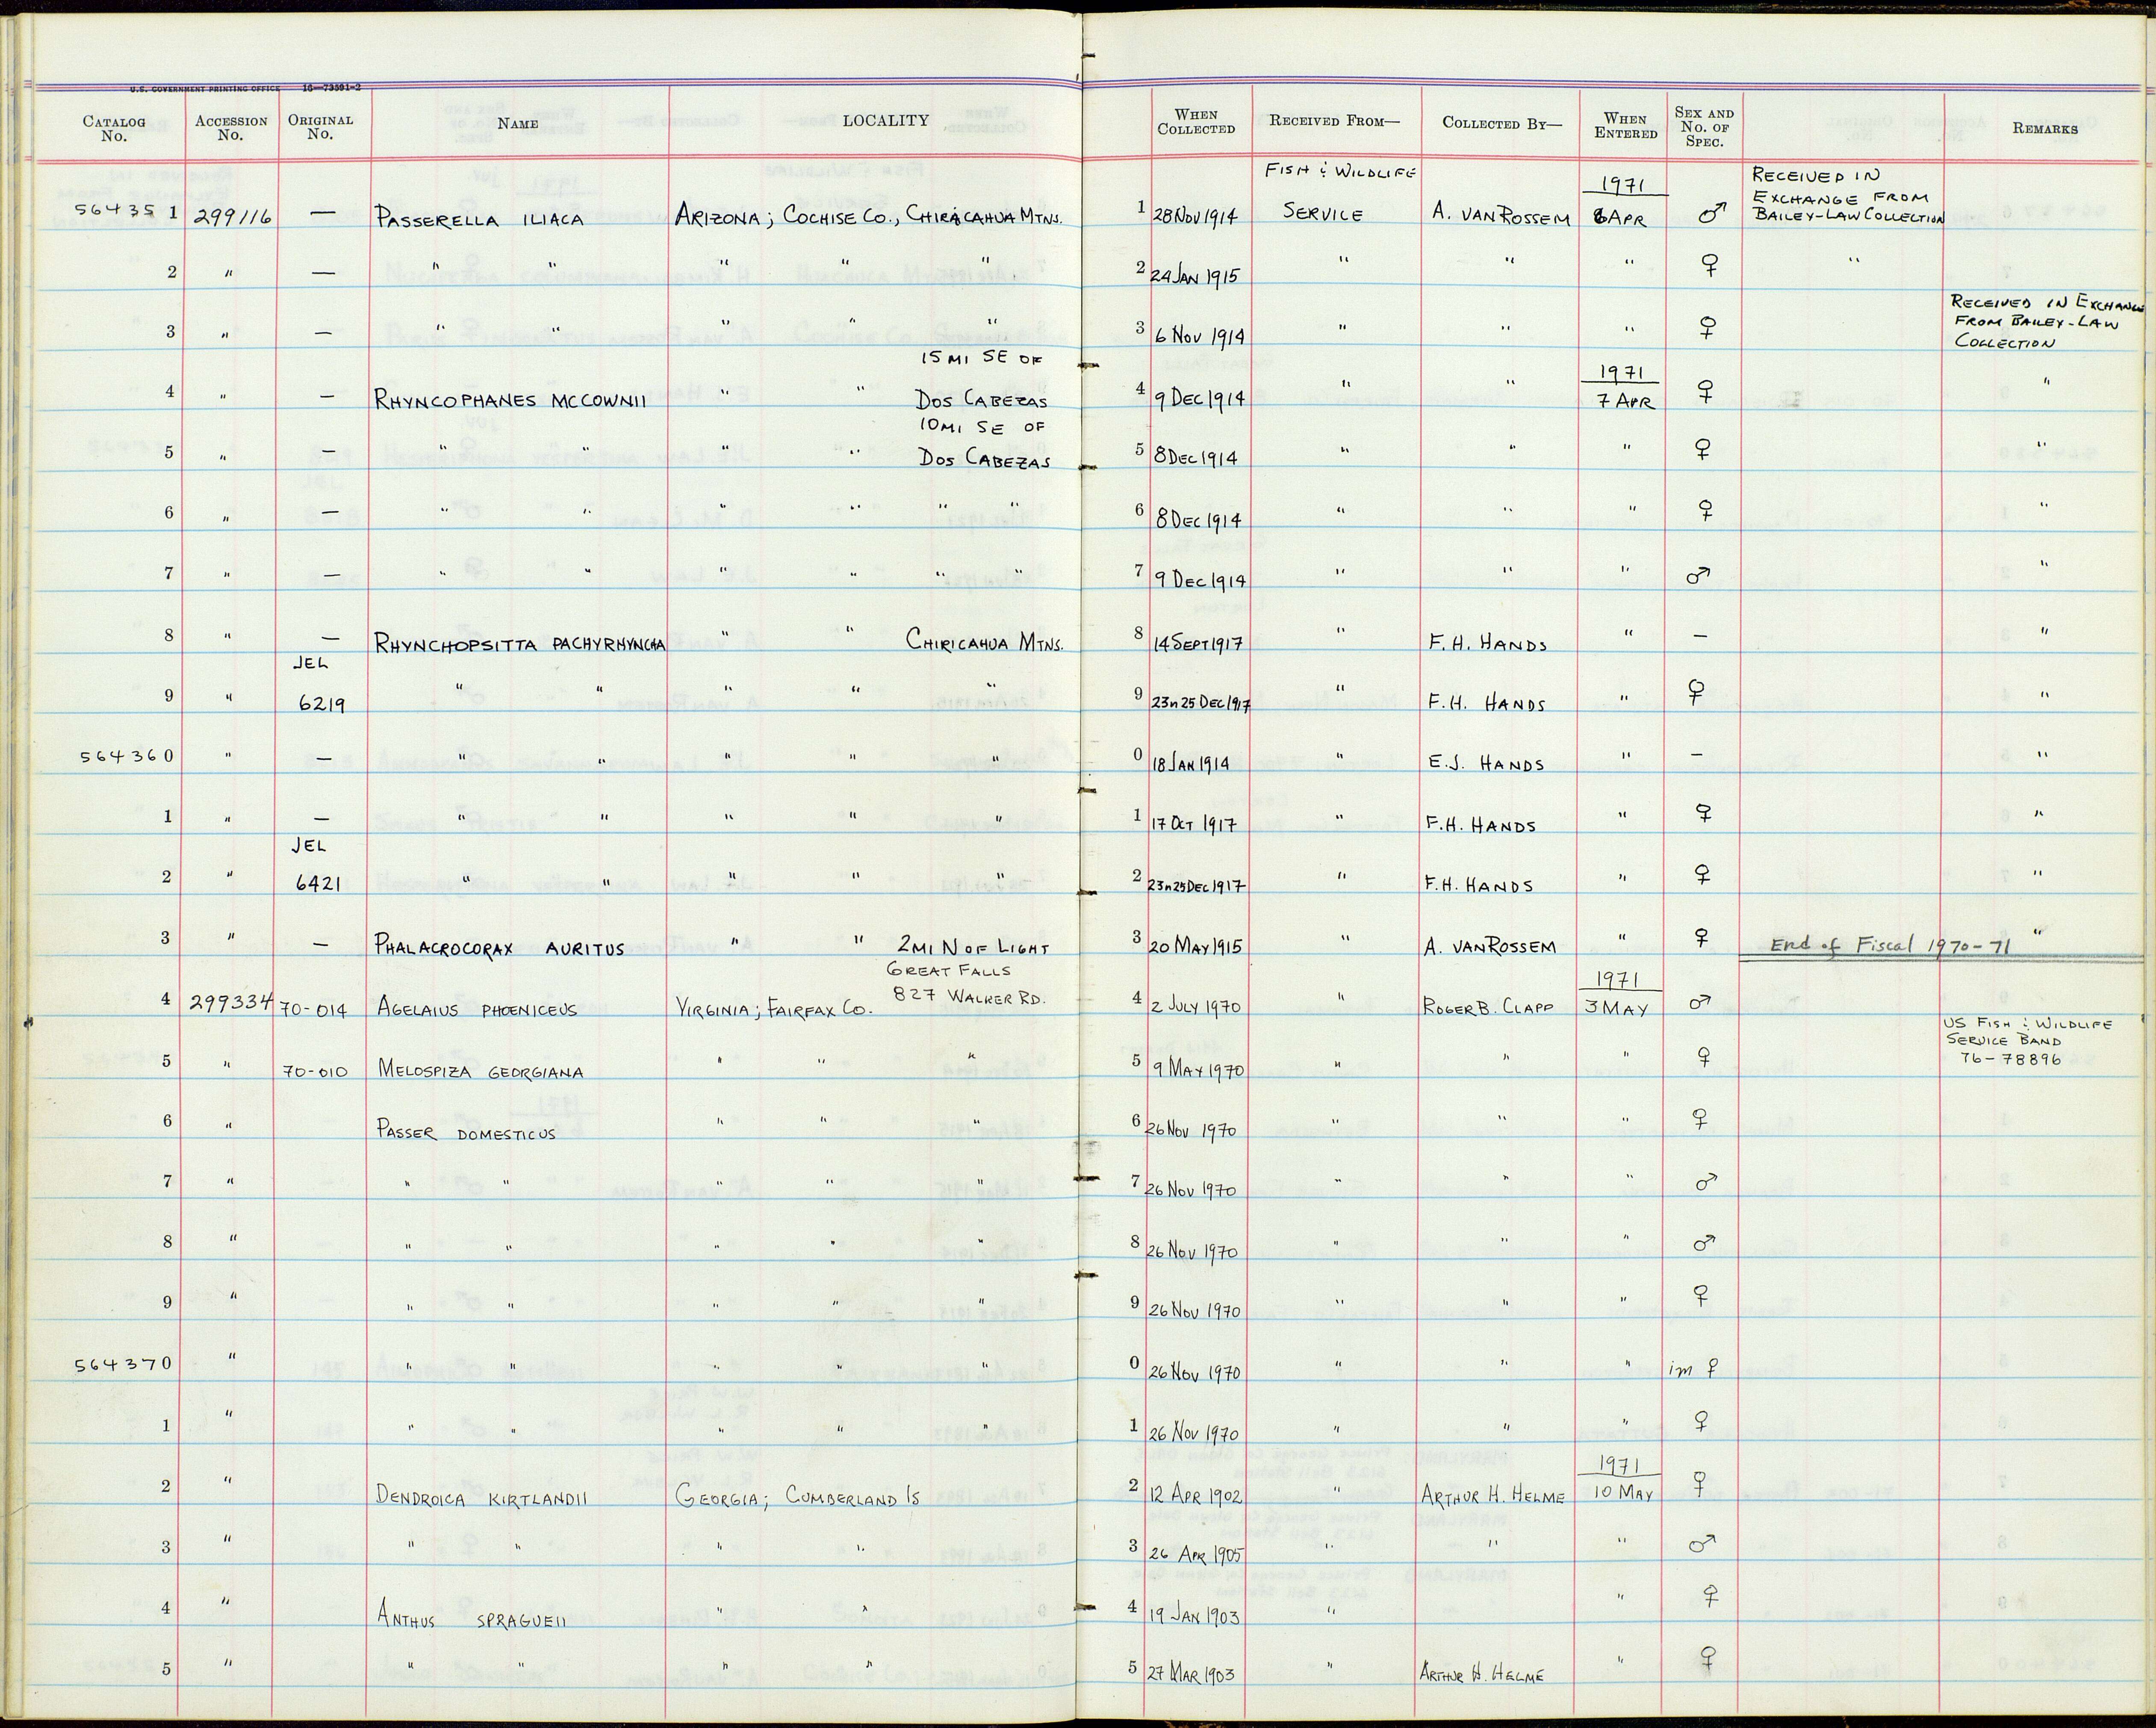 U.S. GOVERNMENT PRINTING OFFICE 16—73591-2
CATALOG No. ACCESSION No. ORIGINAL No. NAME LOCALITY WHEN COLLECTED RECEIVED FROM— COLLECTED BY— WHEN ENTERED SEX AND No. OF SPEC. REMARKS
564351 299116 — PASSERELLA ILIACA ARIZONA; COCHISE CO., CHIRICAHUA MTNS. 1 28 NOV 1914 FISH & WILDLIFE SERVICE A. VANROSSEM 1971 6 APR ♂ RECEIVED IN EXCHANGE FROM BAILEY-LAW COLLECTION
2 " — " " " " " 2 24 JAN 1915 " " " ♀ "
3 " — " " " " " 3 6 NOV 1914 " " " ♀ RECEIVED IN EXCHANGE FROM BAILEY-LAW COLLECTION
4 " — RHYNCOPHANES MCCOWNII " " 15 MI SE OF DOS CABEZAS 4 9 DEC 1914 " " 1971 7 APR ♀ "
5 " — " " " " 10 MI SE OF DOS CABEZAS 5 8 DEC 1914 " " " ♀ "
6 " — " " " " " " 6 8 DEC 1914 " " " ♀ "
7 " — " " " " " " 7 9 DEC 1914 " " " ♂ "
8 " — RHYNCHOPSITTA PACHYRHYNCHA " " CHIRICAHUA MTNS. 8 14 SEPT 1917 " F.H. HANDS " — "
9 " JEL 6219 " " " " " 9 23n25 DEC 1917 " F.H. HANDS " ♀ "
564360 " — " " " " " 0 18 JAN 1914 " E.J. HANDS " — "
1 " — " " " " " 1 17 OCT 1917 " F.H. HANDS " ♀ "
2 " JEL 6421 " " " " " 2 23n25 DEC 1917 " F.H. HANDS " ♀ "
3 " — PHALACROCORAX AURITUS " " 2 MI N OF LIGHT 3 20 MAY 1915 " A. VANROSSEM " ♀ End of Fiscal 1970-71 "
4 299334 70-014 AGELAIUS PHOENICEUS VIRGINIA; FAIRFAX CO. GREAT FALLS 827 WALKER RD. 4 2 JULY 1970 " ROGER B. CLAPP 1971 3 MAY ♂
5 " 70-010 MELOSPIZA GEORGIANA " " " 5 9 MAY 1970 " " " ♀ US FISH & WILDLIFE SERVICE BAND 76-78896
6 " PASSER DOMESTICUS " " " 6 26 NOV 1970 " " " ♀
7 " " " " " " 7 26 NOV 1970 " " " ♂
8 " " " " " " 8 26 NOV 1970 " " " ♂
9 " " " " " " 9 26 NOV 1970 " " " ♀
564370 " " " " " " 0 26 NOV 1970 " " " im ♀
1 " " " " " " 1 26 NOV 1970 " " " ♀
2 " DENDROICA KIRTLANDII GEORGIA; CUMBERLAND IS 2 12 APR 1902 " ARTHUR H. HELME 1971 10 MAY ♀
3 " " " " " 3 26 APR 1905 " " " ♂
4 " ANTHUS SPRAGUEII " " 4 19 JAN 1903 " " ♀
5 " " " " " 5 27 MAR 1903 " ARTHUR H. HELME " ♀